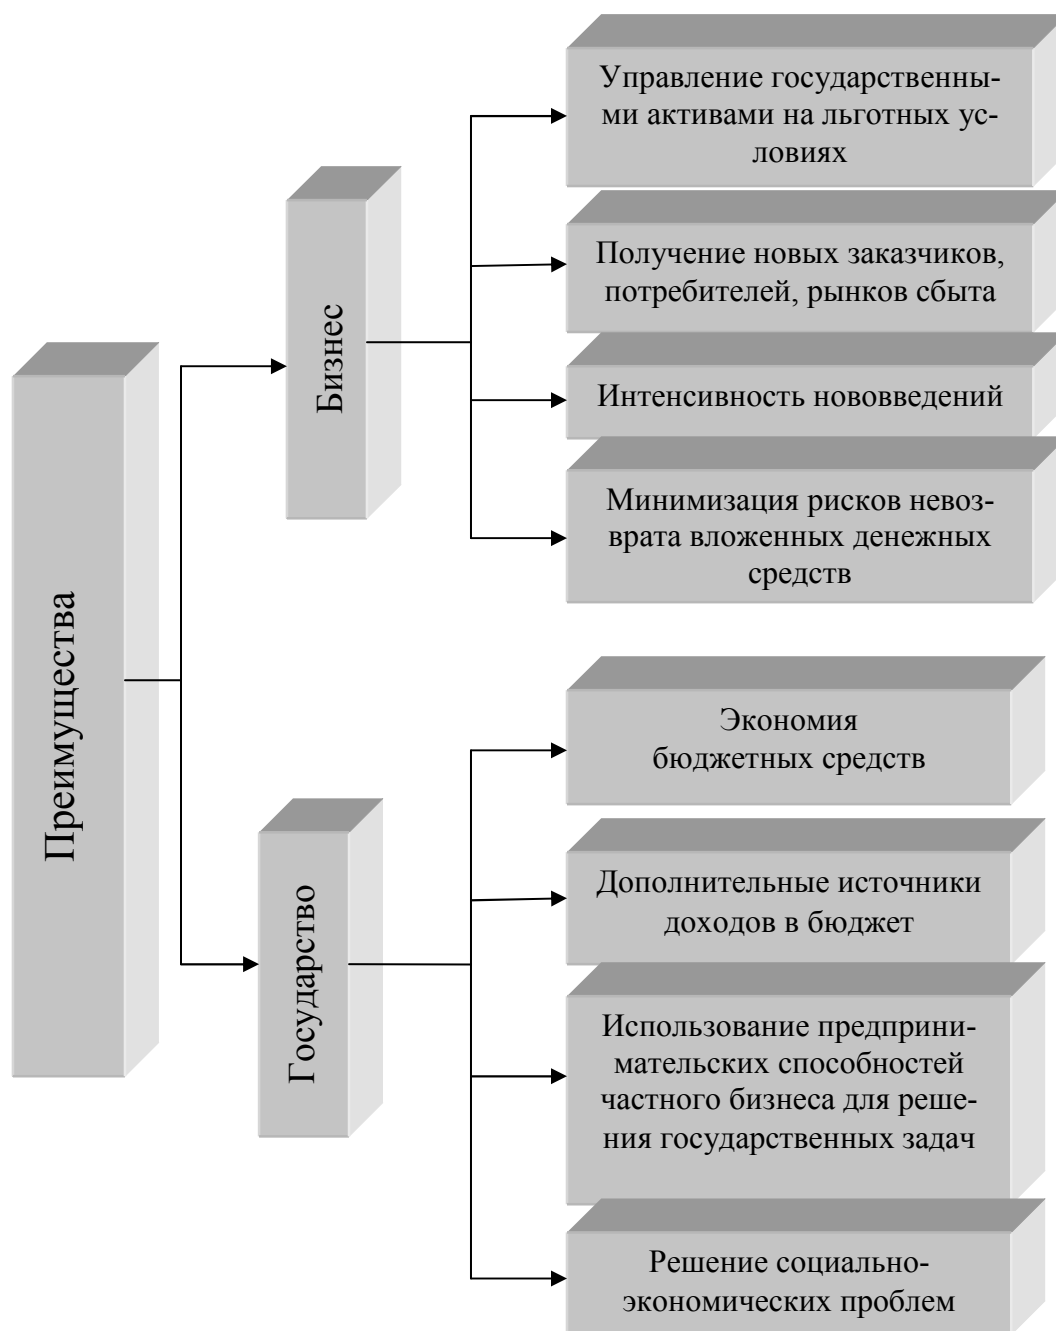 Преимущества
Бизнес
Управление государственны-
ми активами на льготных ус-
ловиях
Получение новых заказчиков,
потребителей, рынков сбыта
Интенсивность нововведений
Минимизация рисков невоз-
врата вложенных денежных
средств
Государство
Экономия
бюджетных средств
Дополнительные источники
доходов в бюджет
Использование предприни-
мательских способностей
частного бизнеса для реше-
ния государственных задач
Решение социально-
экономических проблем